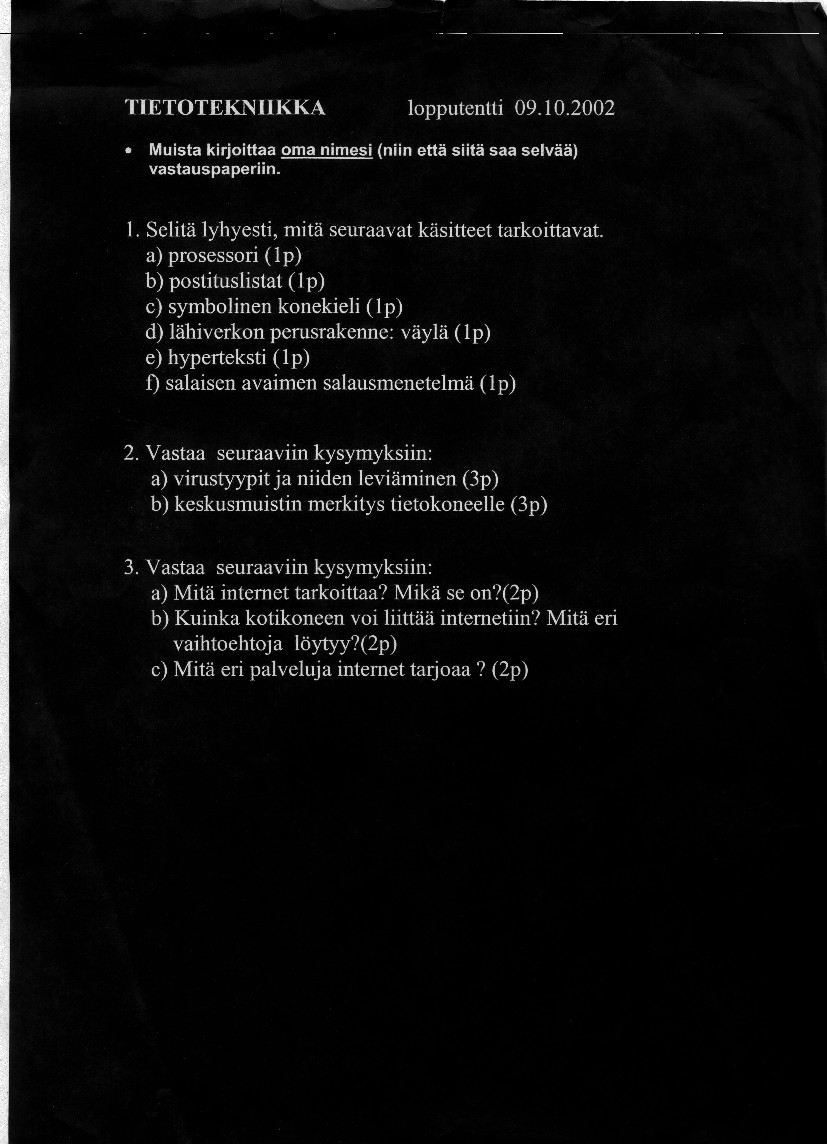 TIETOTEKNIIKKA lopputentti 09.10.2002
• Muista kirjoittaa oma nimesi (niin että siitä saa selvää)
vastauspaperiin.
1. Selitä lyhyesti, mitä seuraavat käsitteet tarkoittavat.
a) prosessori (1p)
b) postituslistat (1p)
c) symbolinen konekieli (1p)
d) lähiverkon perusrakenne: väylä (1p)
e) hyperteksti (1p)
f) salaisen avaimen salausmenetelmä (1p)
2. Vastaa seuraaviin kysymyksiin:
a) virustyypit ja niiden leviäminen (3p)
b) keskusmuistin merkitys tietokoneelle (3p)
3. Vastaa seuraaviin kysymyksiin:
a) Mitä internet tarkoittaa? Mikä se on?(2p)
b) Kuinka kotikoneen voi liittää internetiin? Mitä eri
vaihtoehtoja löytyy?(2p)
c) Mitä eri palveluja internet tarjoaa ? (2p)